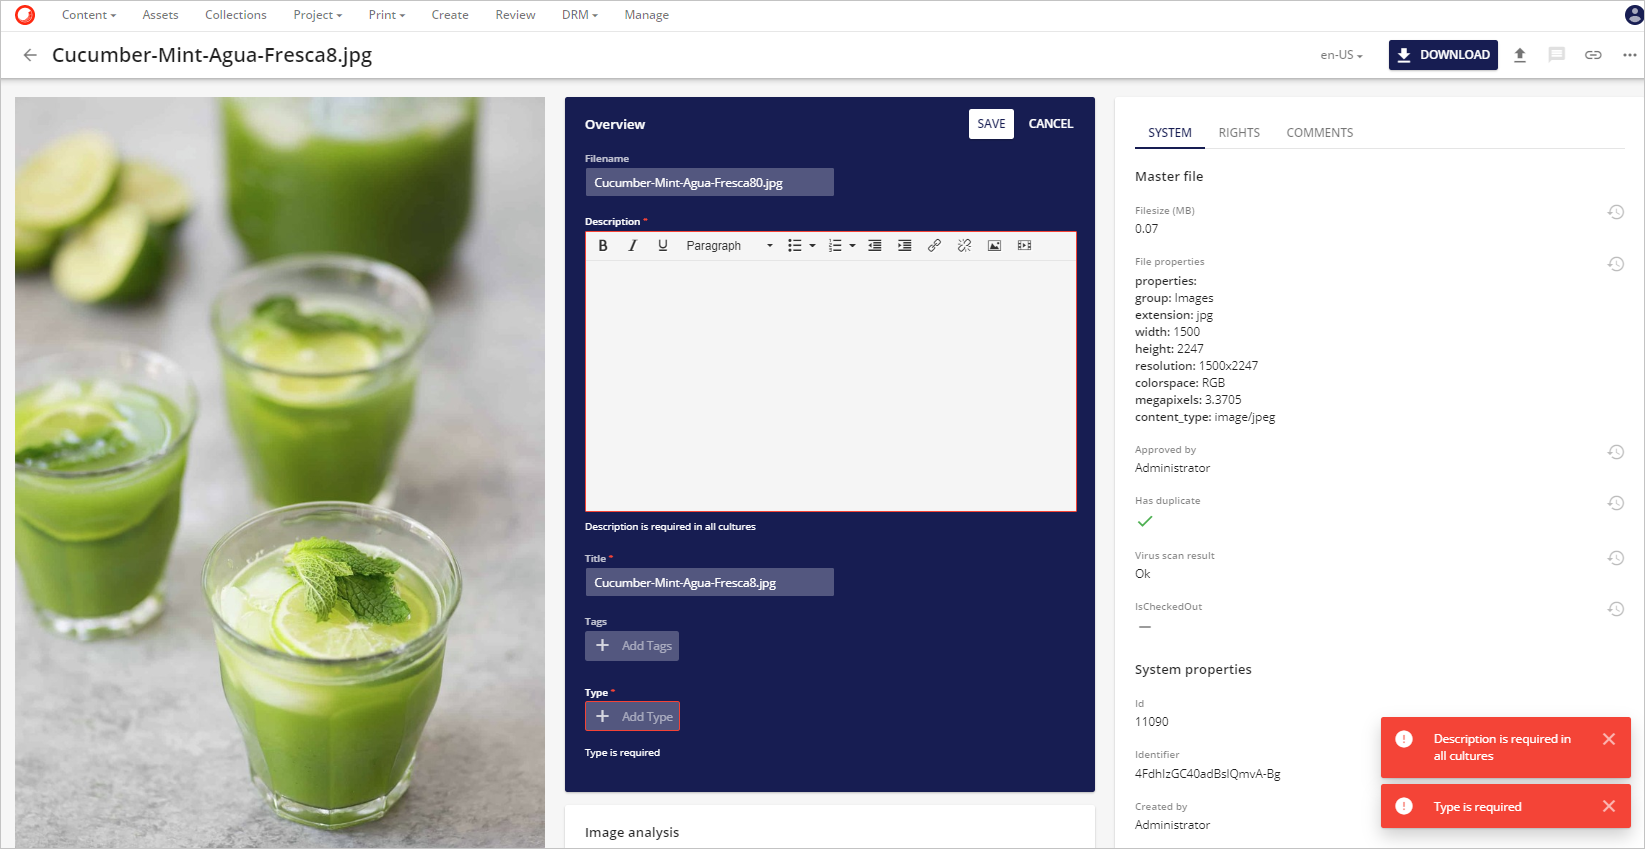 Content Assets Collections Project Print Create Review DRM Manage
Cucumber-Mint-Agua-Fresca8.jpg
en-US DOWNLOAD
Overview SAVE CANCEL
Filename
Cucumber-Mint-Agua-Fresca80.jpg
Description *
B I U Paragraph
Description is required in all cultures
Title *
Cucumber-Mint-Agua-Fresca8.jpg
Tags
+ Add Tags
Type *
+ Add Type
Type is required
Image analysis
SYSTEM RIGHTS COMMENTS
Master file
Filesize (MB)
0.07
File properties
properties:
group: Images
extension: jpg
width: 1500
height: 2247
resolution: 1500x2247
colorspace: RGB
megapixels: 3.3705
content_type: image/jpeg
Approved by
Administrator
Has duplicate
Virus scan result
Ok
IsCheckedOut
—
System properties
Id
11090
Identifier
4FdhIzGC40adBsIQmvA-Bg
Created by
Administrator
Description is required in
all cultures
Type is required